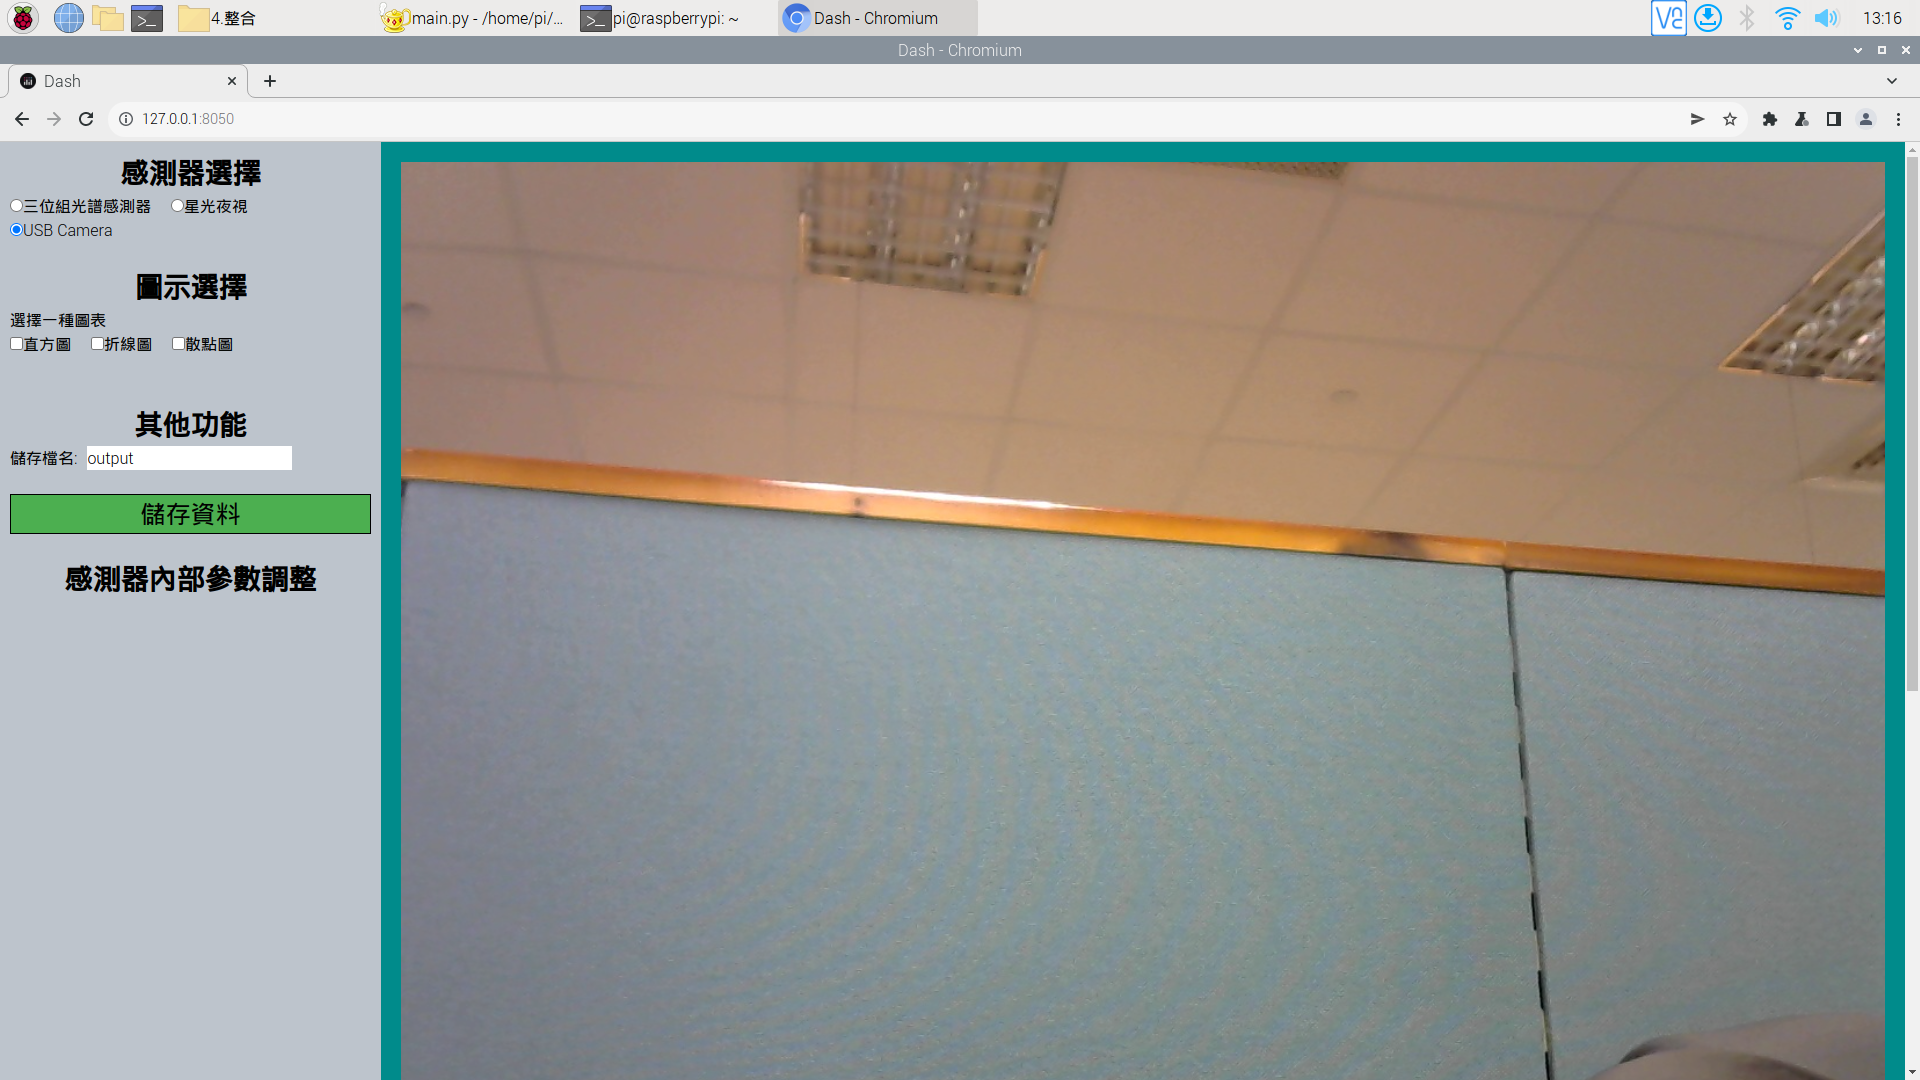 4.整合
main.py - /home/pi/...
pi@raspberrypi: ~
Dash - Chromium
13:16
Dash - Chromium
Dash
127.0.0.1:8050
感測器選擇
三位組光譜感測器 星光夜視
USB Camera
圖示選擇
選擇一種圖表
直方圖 折線圖 散點圖
其他功能
儲存檔名: output
儲存資料
感測器內部參數調整